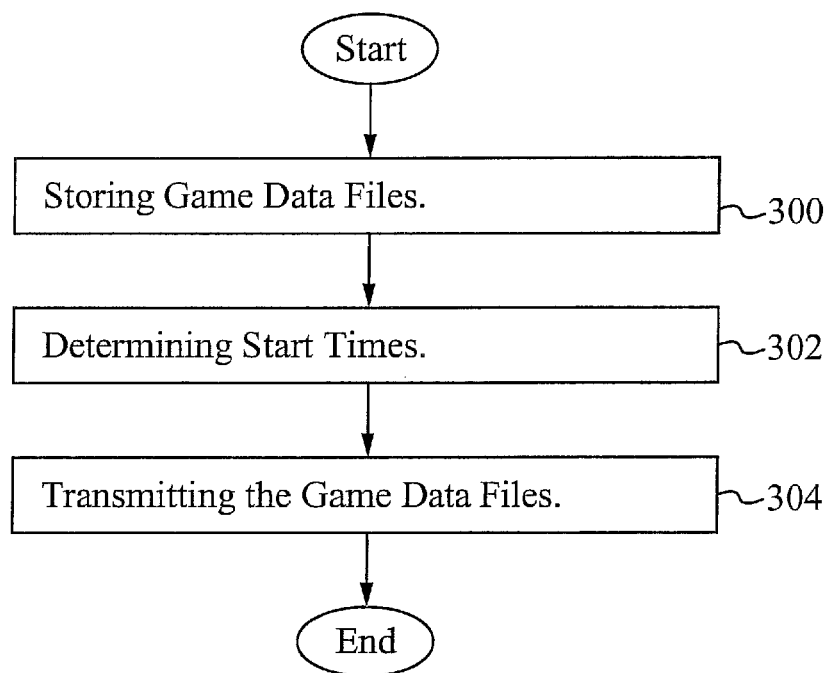 Start
Storing Game Data Files.
300
Determining Start Times.
302
Transmitting the Game Data Files.
304
End